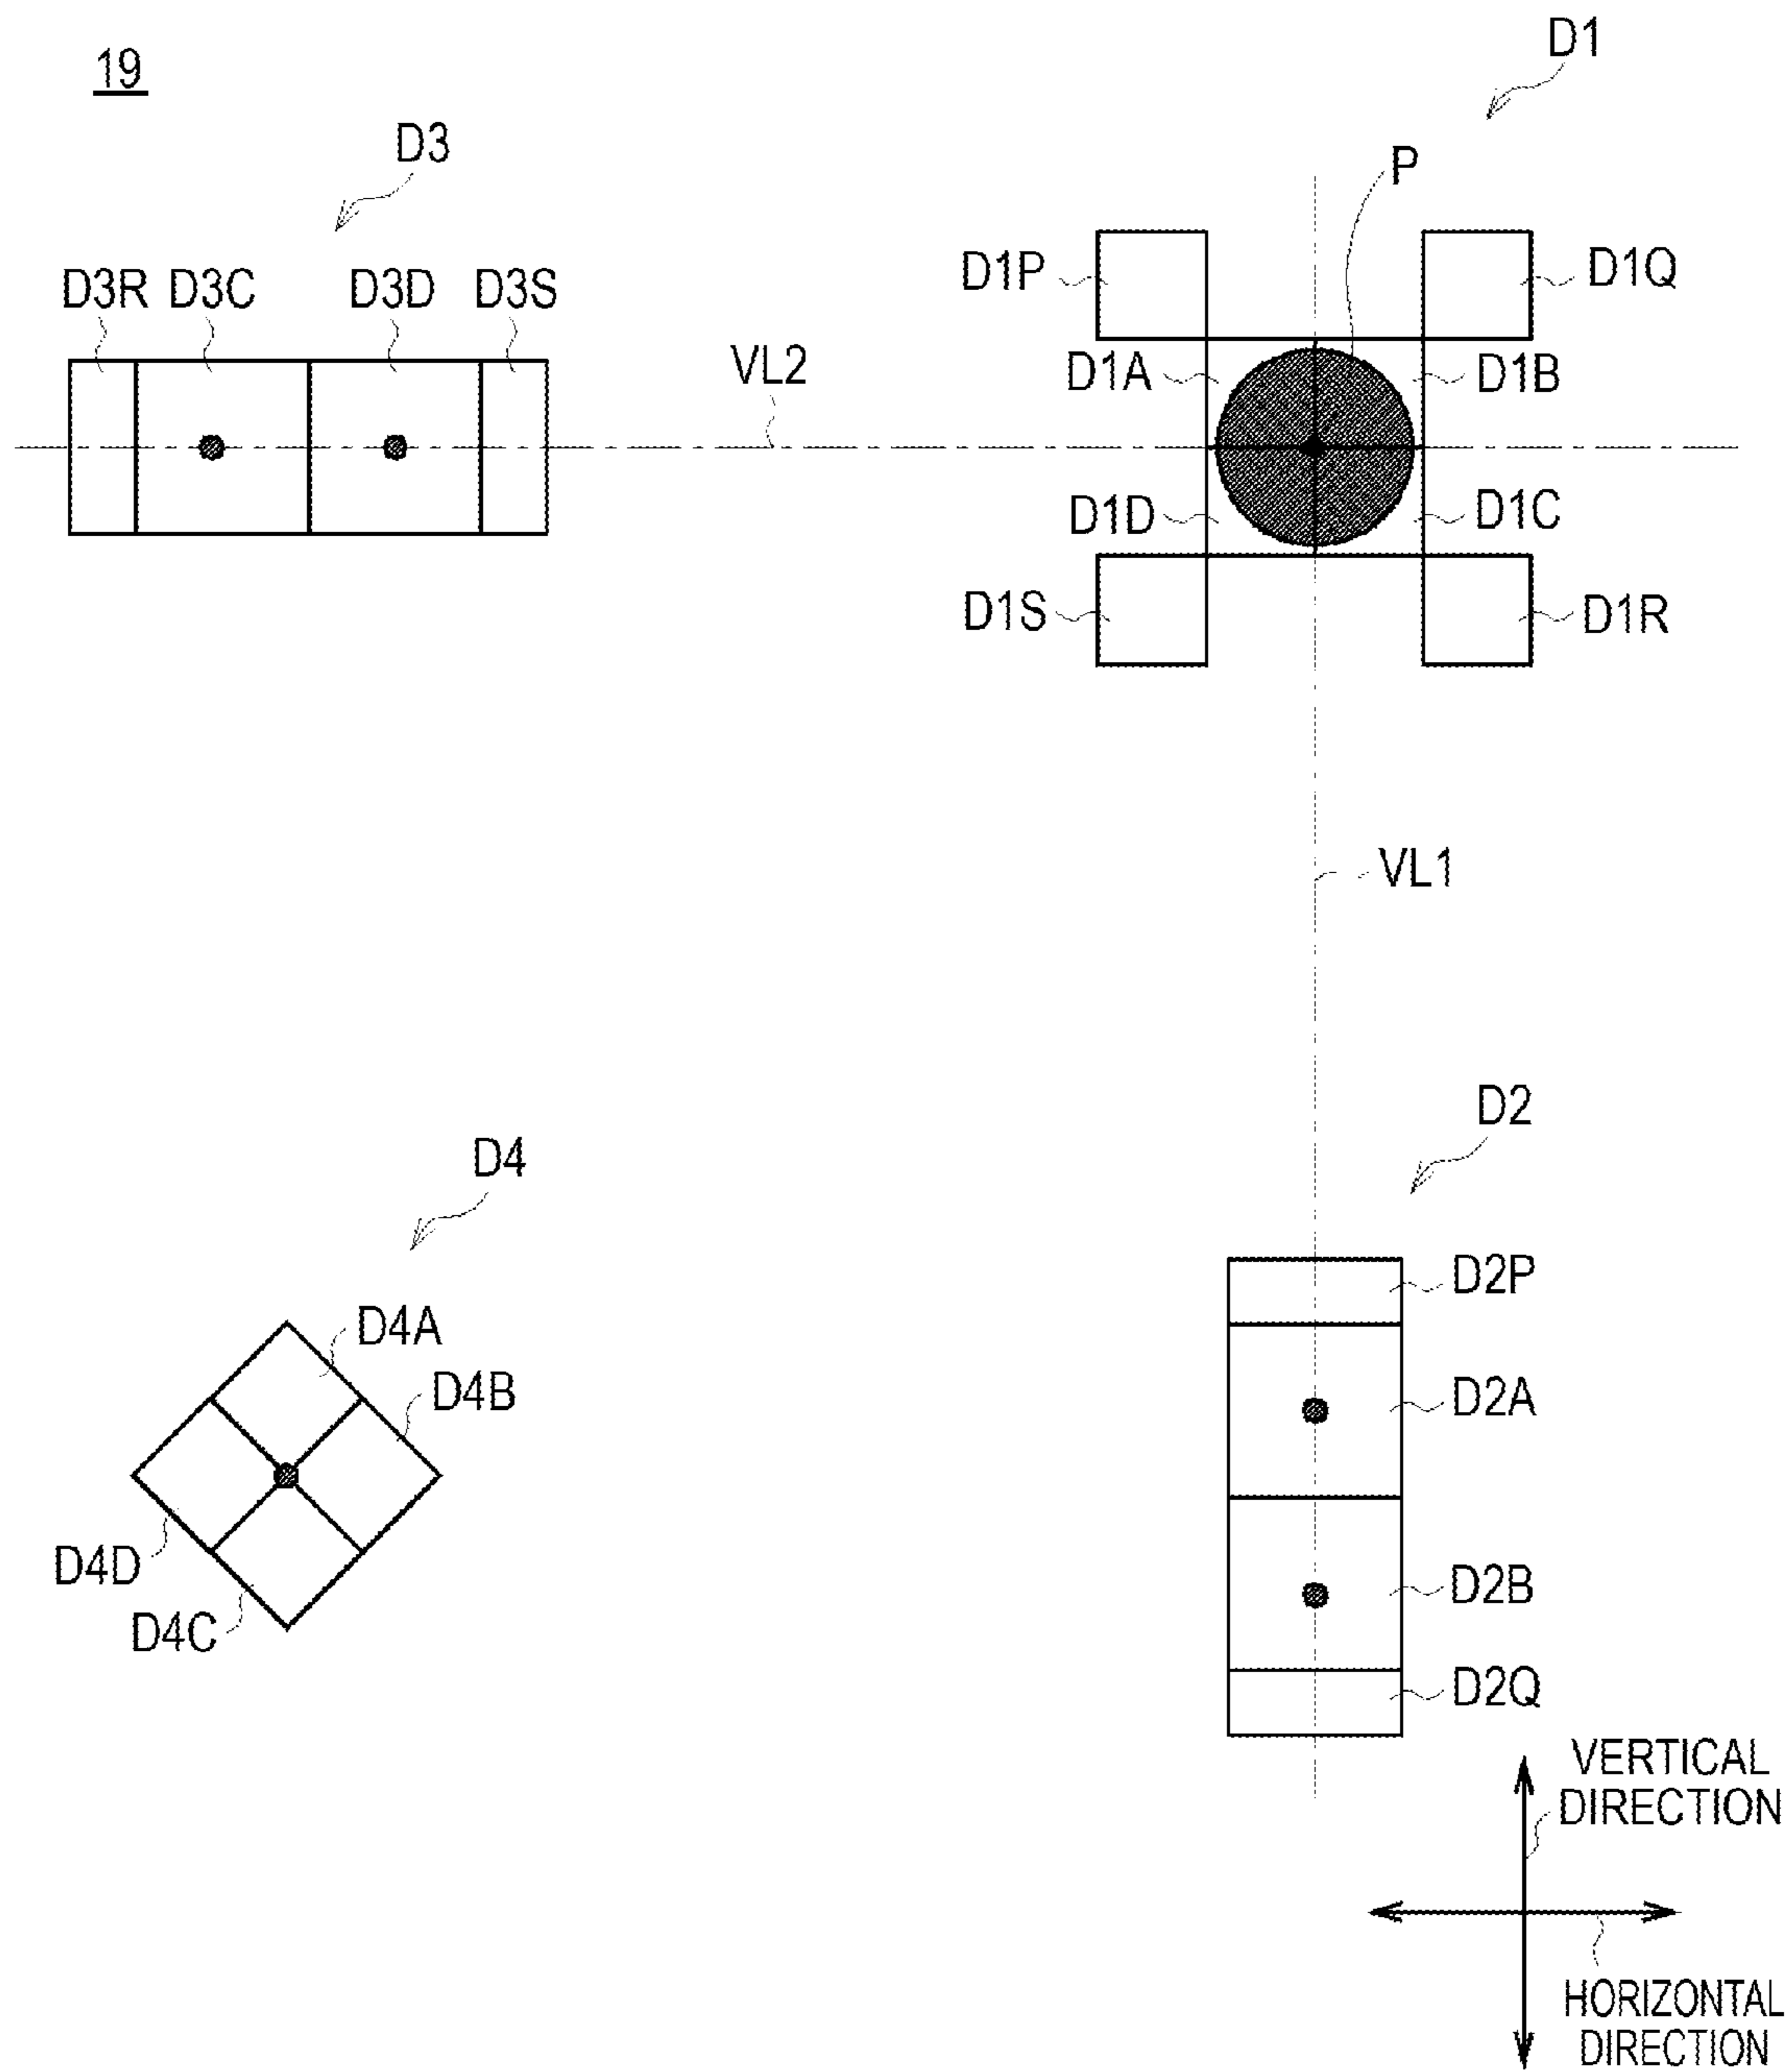 19
D1
D3
P
D1P
D1Q
D3R
D3C
D3D
D3S
VL2
D1A
D1B
D1D
D1C
D1S
D1R
VL1
D2
D4
D2P
D4A
D4B
D2A
D4D
D2B
D4C
D2Q
VERTICAL
DIRECTION
HORIZONTAL
DIRECTION